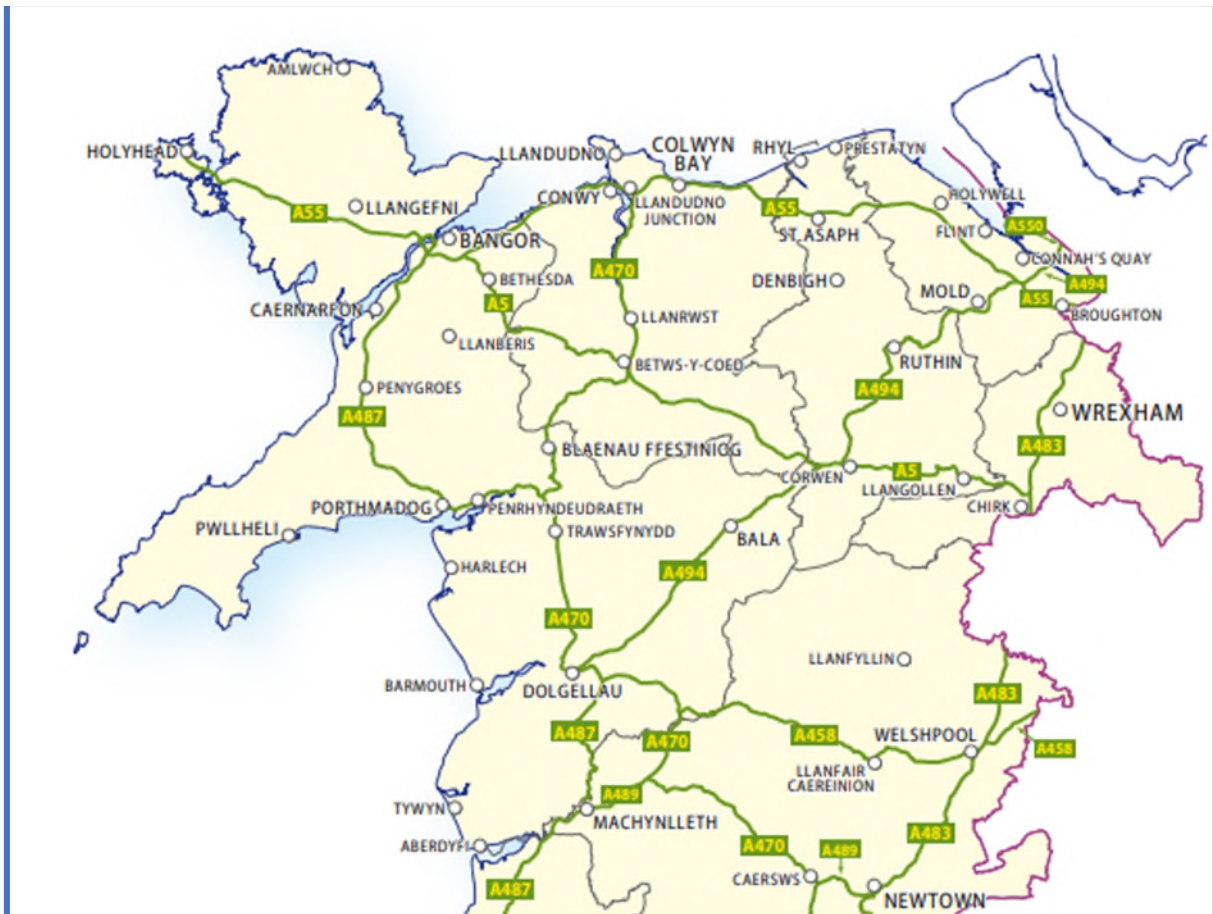 AMLWCH
HOLYHEAD
LLANDUDNO
COLWYN
BAY
RHYL
PRESTATYN
CONWY
LLANDUDNO
JUNCTION
A55
LLANGEFNI
A55
HOLYWELL
BANGOR
ST.ASAPH
FLINT
A550
CONNAH'S QUAY
A470
BETHESDA
DENBIGH
A494
MOLD
A55
CAERNARFON
A5
LLANRWST
BROUGHTON
LLANBERIS
BETWS-Y-COED
RUTHIN
PENYGROES
A494
A487
WREXHAM
BLAENAU FFESTINIOG
A483
CORWEN
A5
LLANGOLLEN
PORTHMADOG
PENRHYNDEUDRAETH
CHIRK
PWLLHELI
TRAWSFYNYDD
BALA
HARLECH
A494
A470
LLANFYLLIN
BARMOUTH
DOLGELLAU
A483
A487
A470
A458
WELSHPOOL
A458
LLANFAIR
CAEREINION
A489
TYWYN
MACHYNLLETH
A483
ABERDYFI
A470
A489
CAERSWS
A487
NEWTOWN